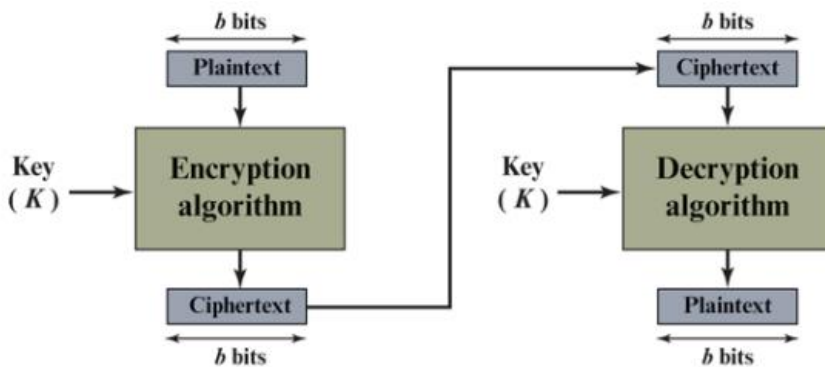 b bits
Plaintext
Key
( K )
Encryption
algorithm
Ciphertext
b bits
b bits
Ciphertext
Key
( K )
Decryption
algorithm
Plaintext
b bits